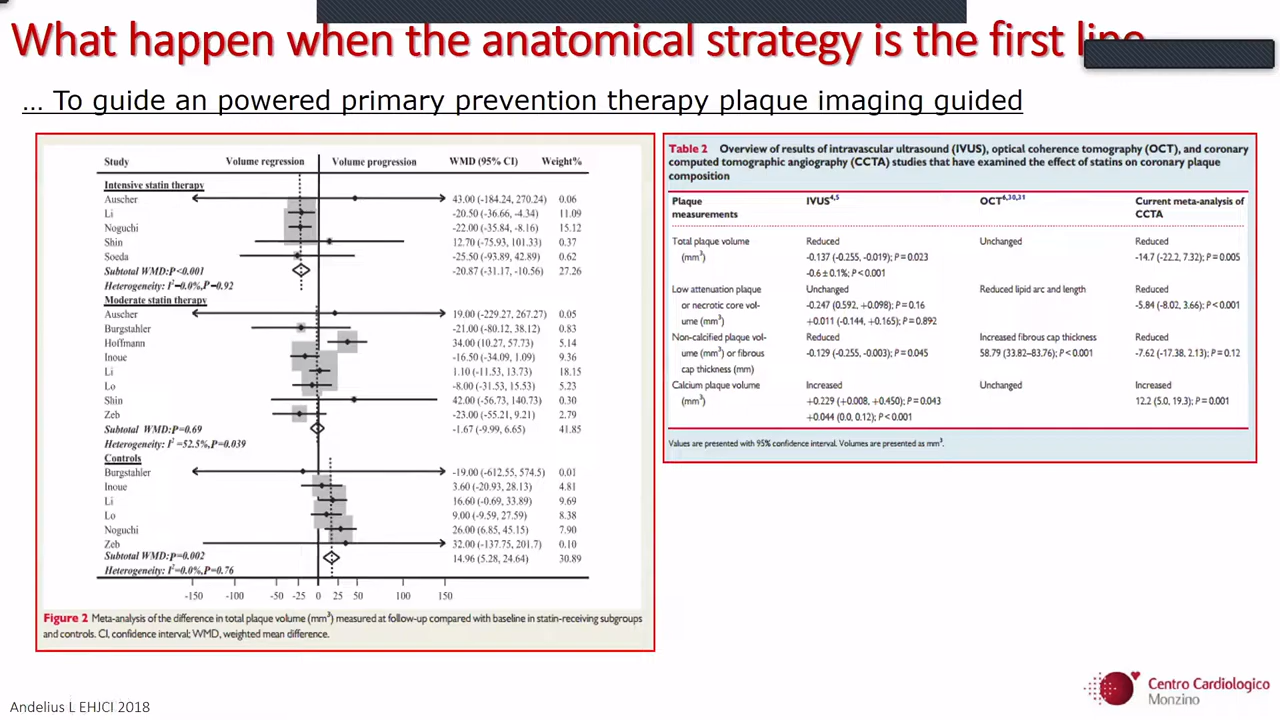 What happen when the anatomical strategy is the first line
… To guide an powered primary prevention therapy plaque imaging guided
Study Volume regression Volume progression WMD (95% CI) Weight%
Intensive statin therapy
Auscher 43.00 (-184.24, 270.24) 0.06
Li -20.50 (-36.66, -4.34) 11.09
Noguchi -22.00 (-35.84, -8.16) 15.12
Shin 12.70 (-75.93, 101.33) 0.37
Soeda -25.50 (-93.89, 42.89) 0.62
Subtotal WMD:P<0.001 -20.87 (-31.17, -10.56) 27.26
Heterogeneity: I²=0.0%,P=0.92
Moderate statin therapy
Auscher 19.00 (-229.27, 267.27) 0.05
Burgstahler -21.00 (-80.12, 38.12) 0.83
Hoffmann 34.00 (10.27, 57.73) 5.14
Inoue -16.50 (-34.09, 1.09) 9.36
Li 1.10 (-11.53, 13.73) 18.15
Lo -8.00 (-31.53, 15.53) 5.23
Shin 42.00 (-56.73, 140.73) 0.30
Zeb -23.00 (-55.21, 9.21) 2.79
Subtotal WMD:P=0.69 -1.67 (-9.99, 6.65) 41.85
Heterogeneity: I²=52.5%,P=0.039
Controls
Burgstahler -19.00 (-612.55, 574.5) 0.01
Inoue 3.60 (-20.93, 28.13) 4.81
Li 16.60 (-0.69, 33.89) 9.69
Lo 9.00 (-9.59, 27.59) 8.38
Noguchi 26.00 (6.85, 45.15) 7.90
Zeb 32.00 (-137.75, 201.7) 0.10
Subtotal WMD:P=0.002 14.96 (5.28, 24.64) 30.89
Heterogeneity: I²=0.0%,P=0.76
-150 -100 -50 -25 0 25 50 100 150
Figure 2 Meta-analysis of the difference in total plaque volume (mm³) measured at follow-up compared with baseline in statin-receiving subgroups
and controls. CI, confidence interval; WMD, weighted mean difference.
Table 2 Overview of results of intravascular ultrasound (IVUS), optical coherence tomography (OCT), and coronary
computed tomographic angiography (CCTA) studies that have examined the effect of statins on coronary plaque
composition
Plaque IVUS4,5 OCT6,30,31 Current meta-analysis of
measurements CCTA
Total plaque volume Reduced Unchanged Reduced
(mm³) -0.137 (-0.255, -0.019); P = 0.023 -14.7 (-22.2, 7.32); P = 0.005
-0.6 ± 0.1%; P < 0.001
Low attenuation plaque Unchanged Reduced lipid arc and length Reduced
or necrotic core vol- -0.247 (0.592, +0.098); P = 0.16 -5.84 (-8.02, 3.66); P < 0.001
ume (mm³) +0.011 (-0.144, +0.165); P = 0.892
Non-calcified plaque vol- Reduced Increased fibrous cap thickness Reduced
ume (mm³) or fibrous -0.129 (-0.255, -0.003); P = 0.045 58.79 (33.82–83.76); P < 0.001 -7.62 (-17.38, 2.13); P = 0.12
cap thickness (mm)
Calcium plaque volume Increased Unchanged Increased
(mm³) +0.229 (+0.008, +0.450); P = 0.043 12.2 (5.0, 19.3); P = 0.001
+0.044 (0.0, 0.12); P < 0.001
Values are presented with 95% confidence interval. Volumes are presented as mm³.
Centro Cardiologico
Monzino
Andelius L EHJCI 2018